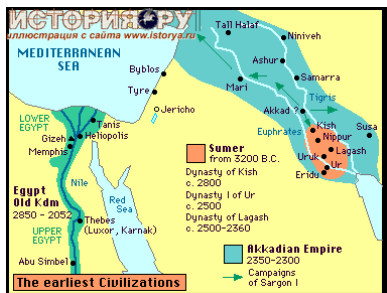 ИСТОРИЯ.РУ
иллюстрация с сайта www.istorya.ru
MEDITERRANEAN
SEA
Tall Halaf
Niniveh
Ashur
Byblos
Samarra
Mari
Tyre
Tigris
Akkad ?
Jericho
LOWER
EGYPT
Tanis
Heliopolis
Gizeh
Memphis
Euphrates
Kish
Susa
Nippur
Lagash
Uruk
Ur
Eridu
Sumer
from 3200 B.C.
Dynasty of Kish
c. 2800
Dynasty I of Ur
c. 2500
Dynasty of Lagash
c. 2500-2360
Egypt
Old Kdm
2850 - 2052
Nile
Red
Sea
Thebes
(Luxor, Karnak)
UPPER
EGYPT
Abu Simbel
Akkadian Empire
2350-2300
Campaigns
of Sargon I
The earliest Civilizations